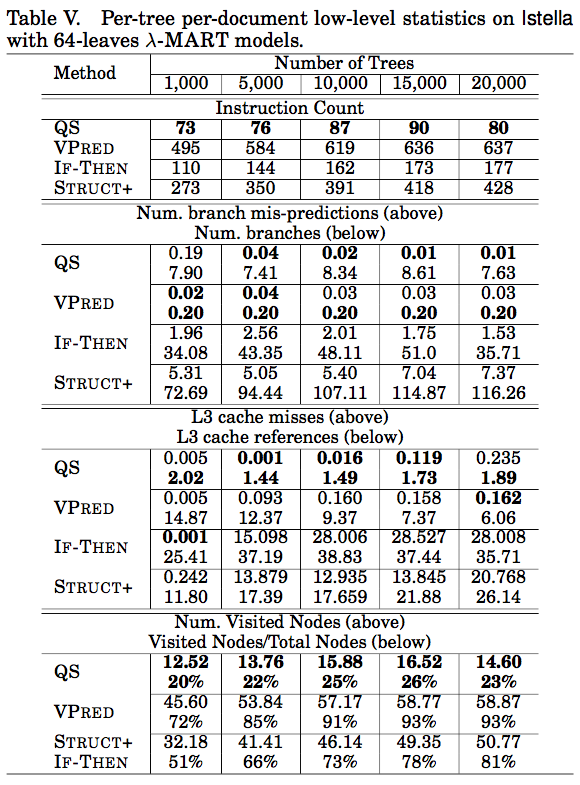 Table V. Per-tree per-document low-level statistics on Istella
with 64-leaves λ-MART models.
Method
Number of Trees
1,000 5,000 10,000 15,000 20,000
Instruction Count
QS 73 76 87 90 80
VPRED 495 584 619 636 637
IF-THEN 110 144 162 173 177
STRUCT+ 273 350 391 418 428
Num. branch mis-predictions (above)
Num. branches (below)
QS
0.19 0.04 0.02 0.01 0.01
7.90 7.41 8.34 8.61 7.63
VPRED
0.02 0.04 0.03 0.03 0.03
0.20 0.20 0.20 0.20 0.20
IF-THEN
1.96 2.56 2.01 1.75 1.53
34.08 43.35 48.11 51.0 35.71
STRUCT+
5.31 5.05 5.40 7.04 7.37
72.69 94.44 107.11 114.87 116.26
L3 cache misses (above)
L3 cache references (below)
QS
0.005 0.001 0.016 0.119 0.235
2.02 1.44 1.49 1.73 1.89
VPRED
0.005 0.093 0.160 0.158 0.162
14.87 12.37 9.37 7.37 6.06
IF-THEN
0.001 15.098 28.006 28.527 28.008
25.41 37.19 38.83 37.44 35.71
STRUCT+
0.242 13.879 12.935 13.845 20.768
11.80 17.39 17.659 21.88 26.14
Num. Visited Nodes (above)
Visited Nodes/Total Nodes (below)
QS
12.52 13.76 15.88 16.52 14.60
20% 22% 25% 26% 23%
VPRED
45.60 53.84 57.17 58.77 58.87
72% 85% 91% 93% 93%
STRUCT+ 32.18 41.41 46.14 49.35 50.77
IF-THEN 51% 66% 73% 78% 81%